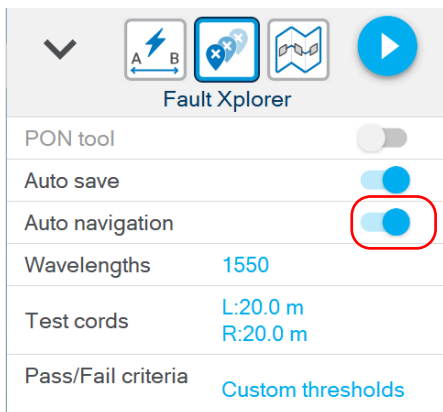 A B
Fault Xplorer
PON tool
Auto save
Auto navigation
Wavelengths 1550
Test cords L:20.0 m
R:20.0 m
Pass/Fail criteria Custom thresholds